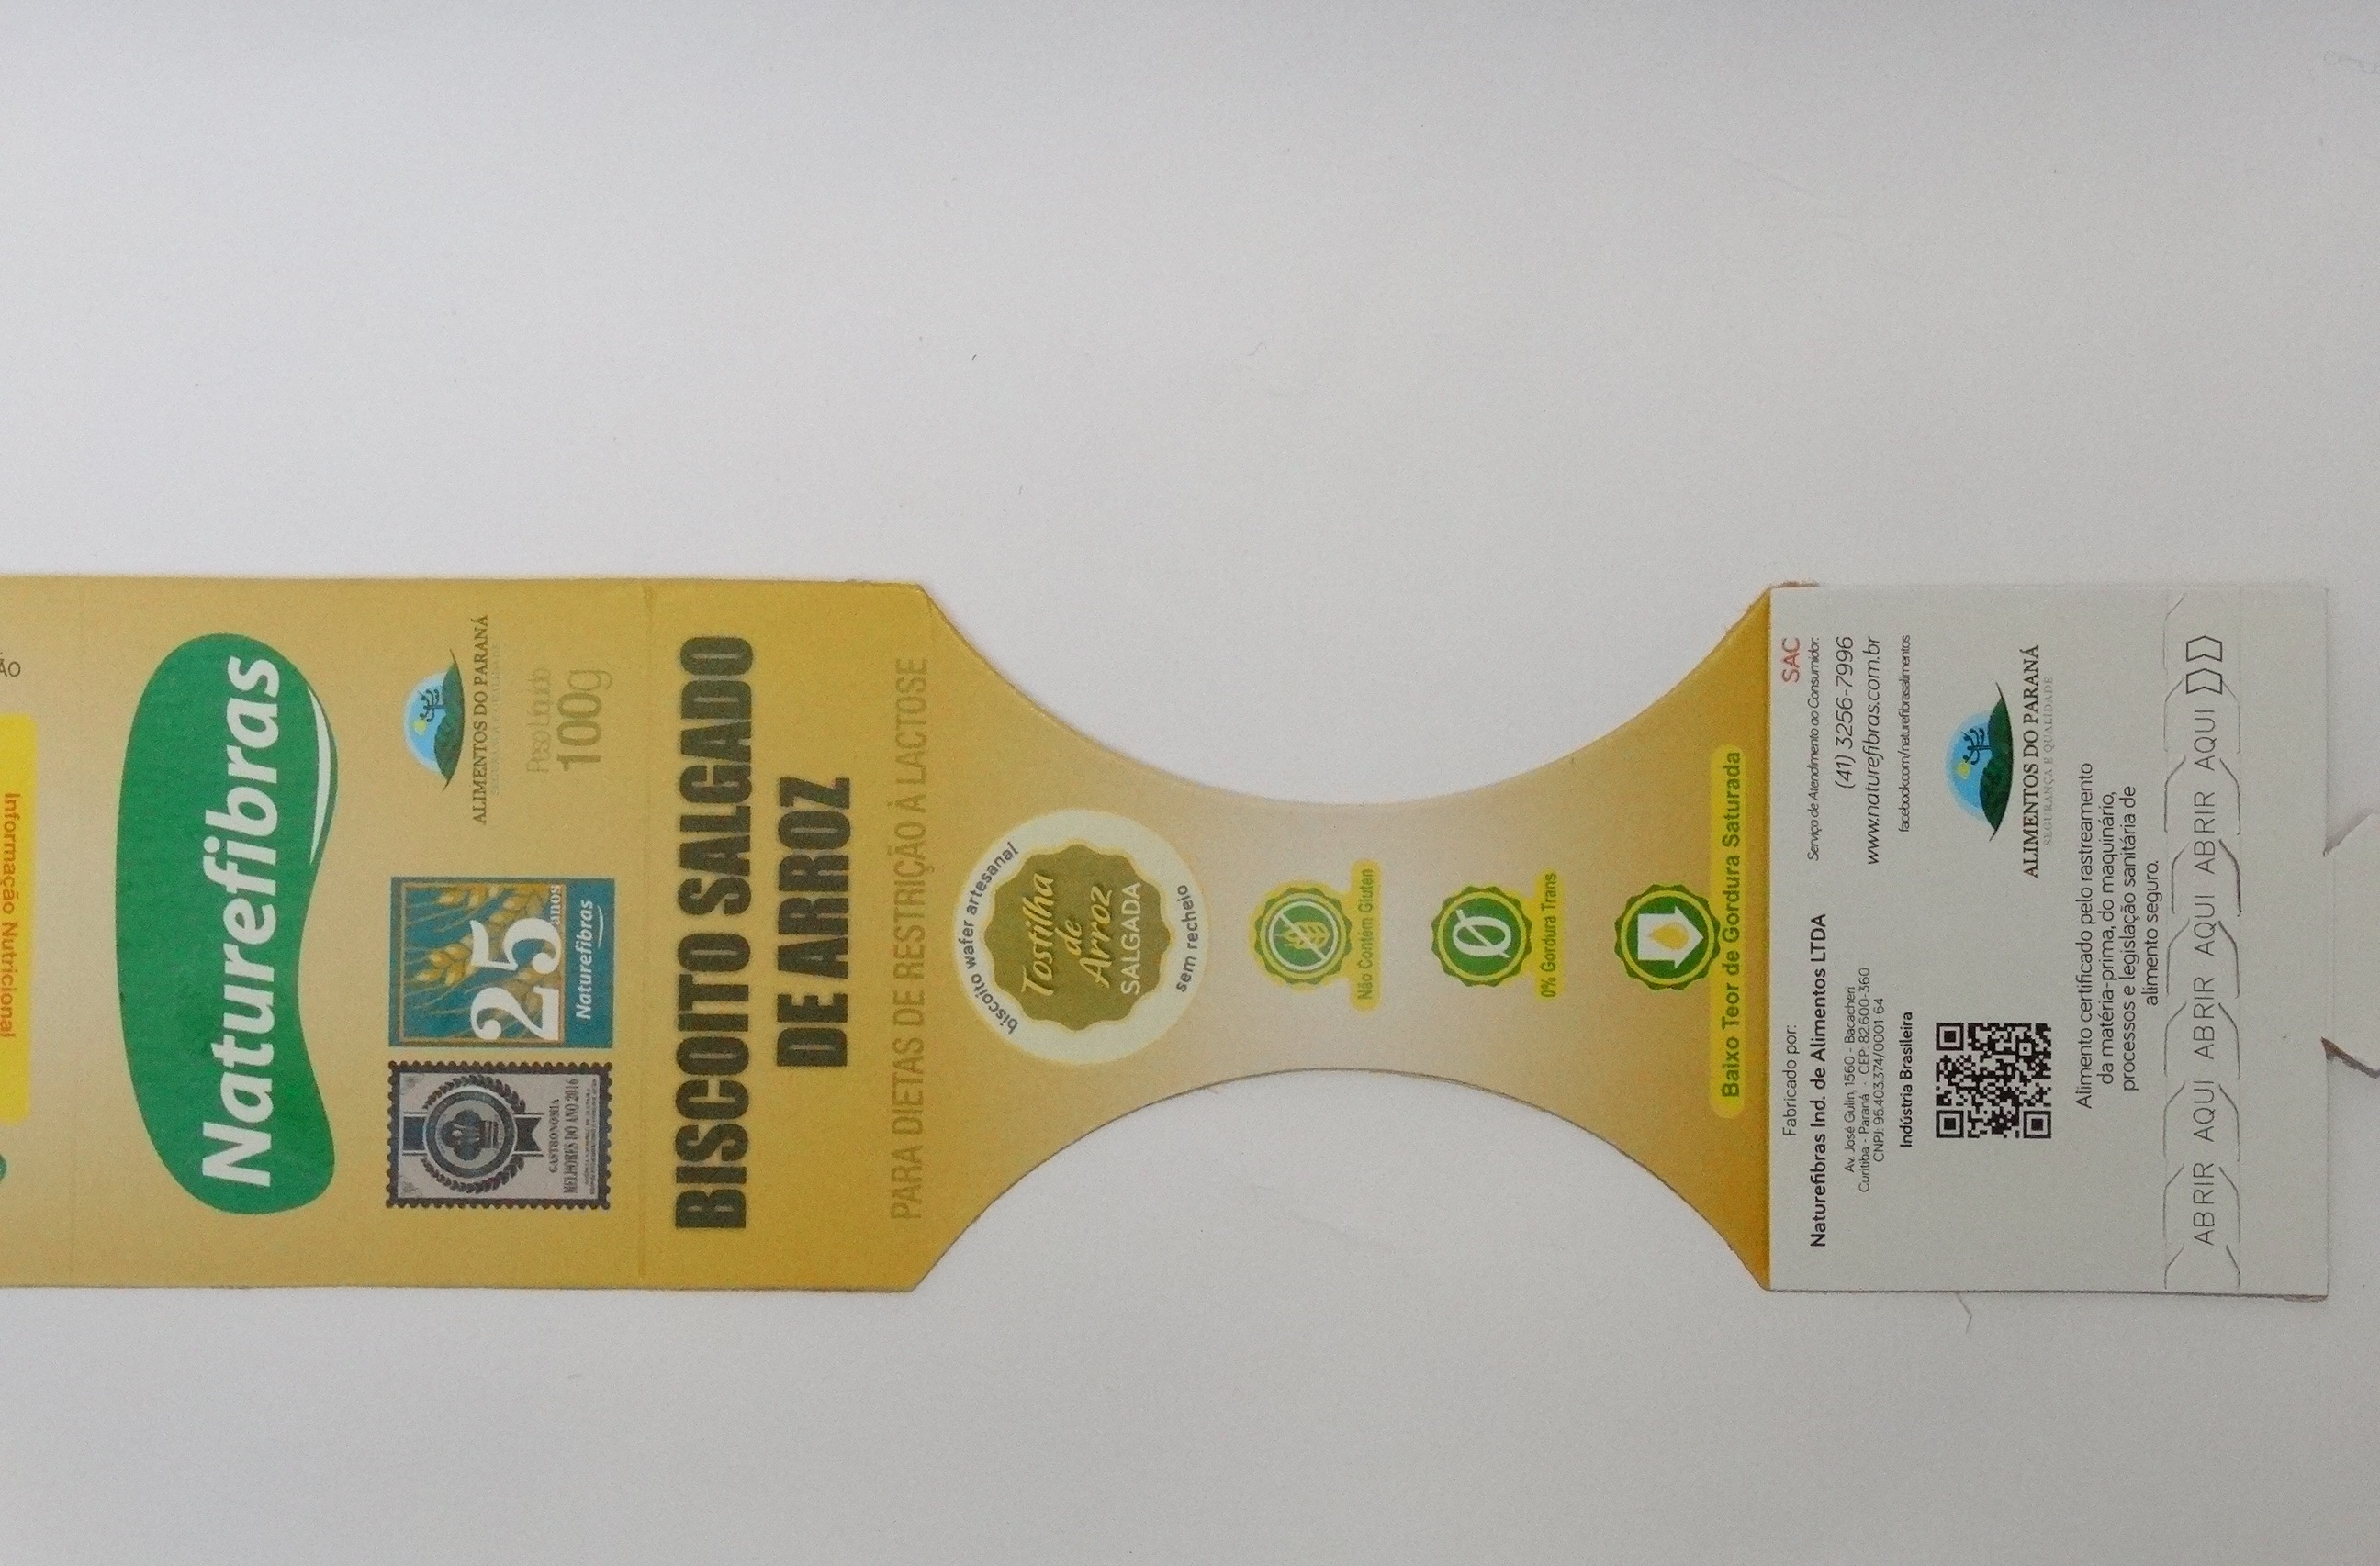 Informação Nutricional
Naturefibras
GASTRONOMIA
MELHORES DO ANO 2016
25
anos
Naturefibras
ALIMENTOS DO PARANÁ
Peso Líquido
100g
BISCOITO SALGADO
DE ARROZ
PARA DIETAS DE RESTRIÇÃO À LACTOSE
biscoito wafer artesanal
Tostilha
de
Arroz
SALGADA
sem recheio
Não Contém Glúten
0% Gordura Trans
Baixo Teor de Gordura Saturada
Fabricado por:
Naturefibras Ind. de Alimentos LTDA
Av. José Gulin, 1560 - Bacacheri
Curitiba - Paraná - CEP: 82.600-360
CNPJ: 95.403.374/0001-64
Indústria Brasileira
SAC
Serviço de Atendimento ao Consumidor:
(41) 3256-7996
www.naturefibras.com.br
facebook.com/naturefibrasalimentos
ALIMENTOS DO PARANÁ
SEGURANÇA E QUALIDADE
Alimento certificado pelo rastreamento
da matéria-prima, do maquinário,
processos e legislação sanitária de
alimento seguro.
ABRIR AQUI ABRIR AQUI ABRIR AQUI